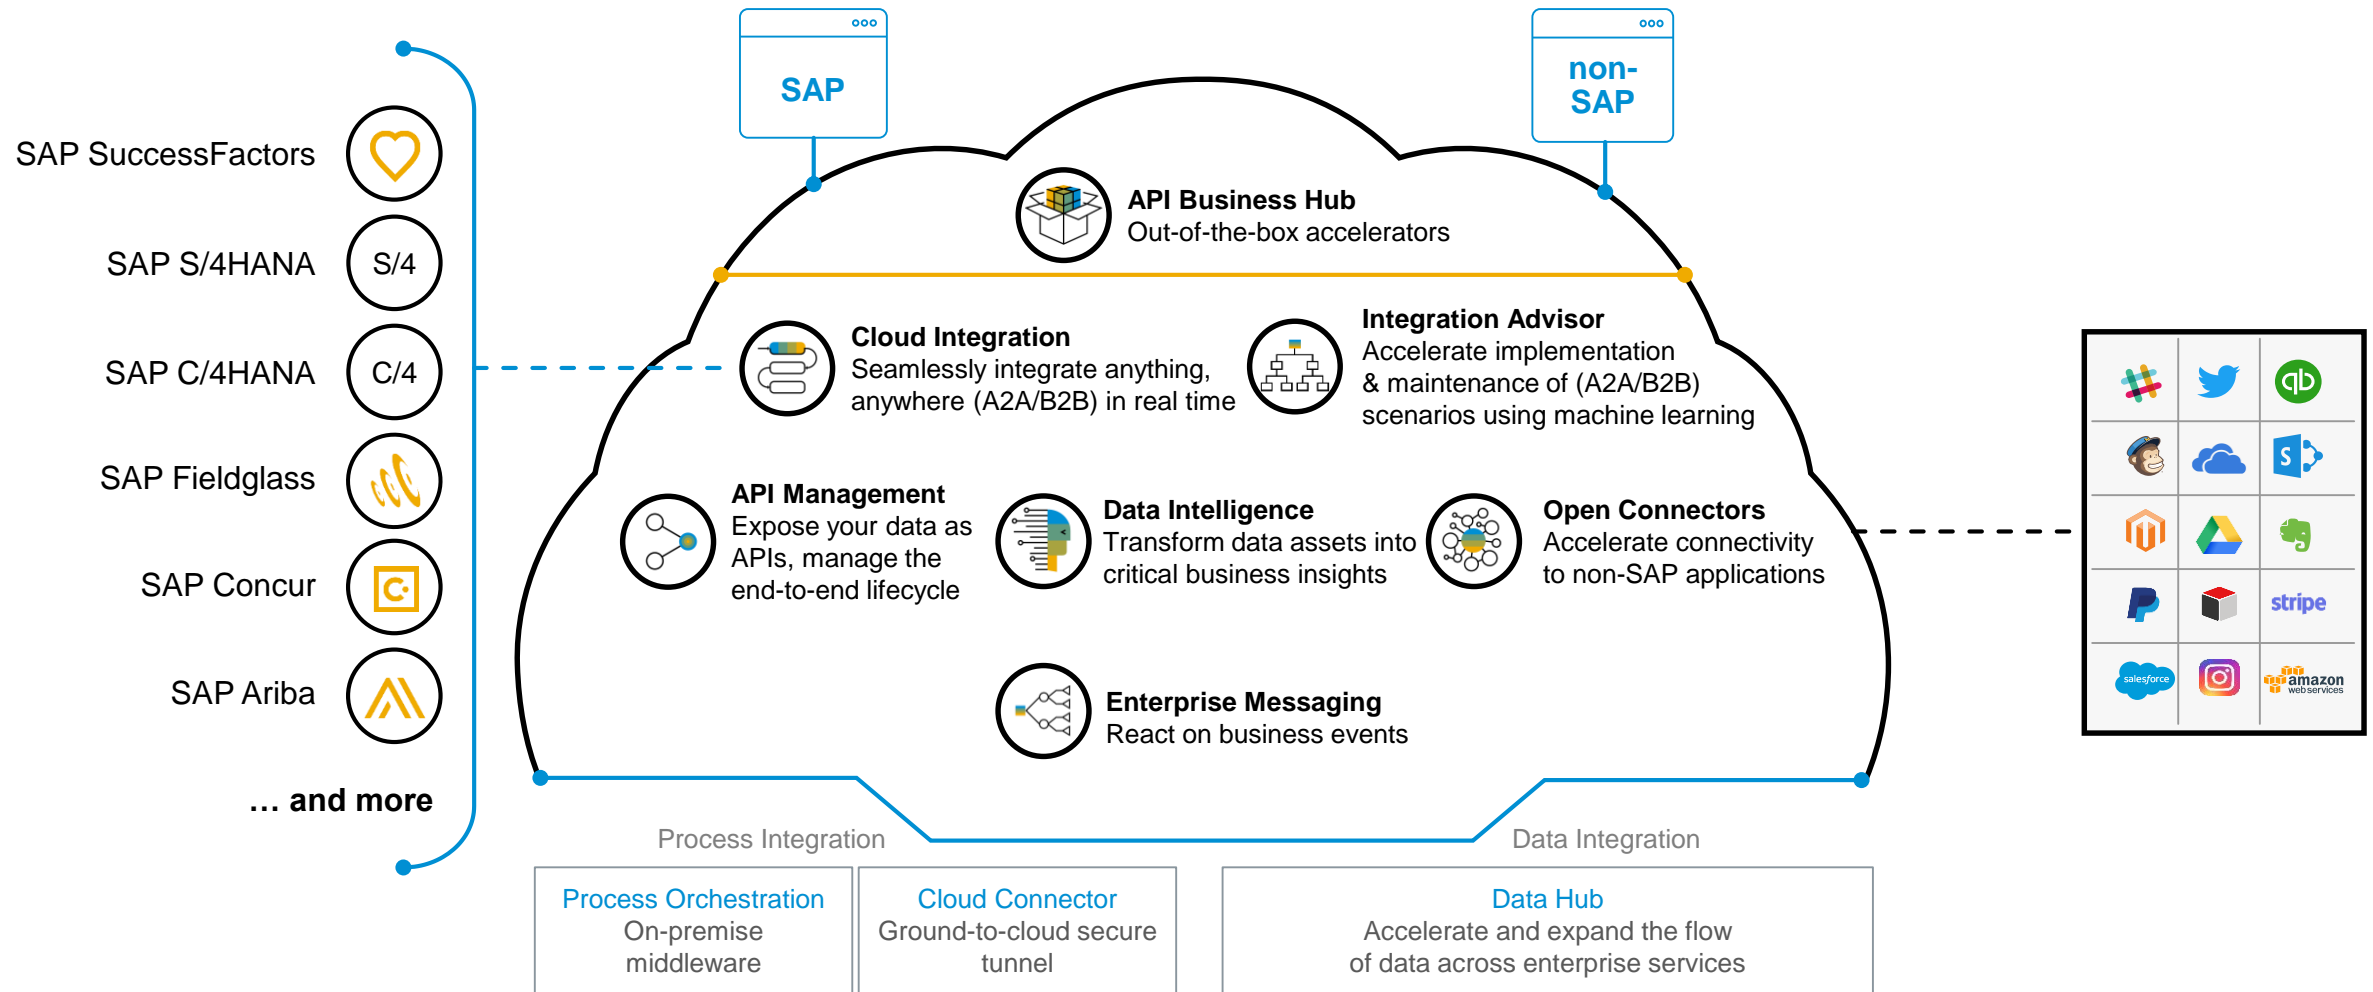 SAP
non-
SAP
SAP SuccessFactors
SAP S/4HANA
S/4
SAP C/4HANA
C/4
SAP Fieldglass
SAP Concur
C.
SAP Ariba
… and more
API Business Hub
Out-of-the-box accelerators
Cloud Integration
Seamlessly integrate anything,
anywhere (A2A/B2B) in real time
Integration Advisor
Accelerate implementation
& maintenance of (A2A/B2B)
scenarios using machine learning
API Management
Expose your data as
APIs, manage the
end-to-end lifecycle
Data Intelligence
Transform data assets into
critical business insights
Open Connectors
Accelerate connectivity
to non-SAP applications
Enterprise Messaging
React on business events
qb
S
stripe
salesforce
amazon
webservices
Process Integration
Data Integration
Process Orchestration
On-premise
middleware
Cloud Connector
Ground-to-cloud secure
tunnel
Data Hub
Accelerate and expand the flow
of data across enterprise services